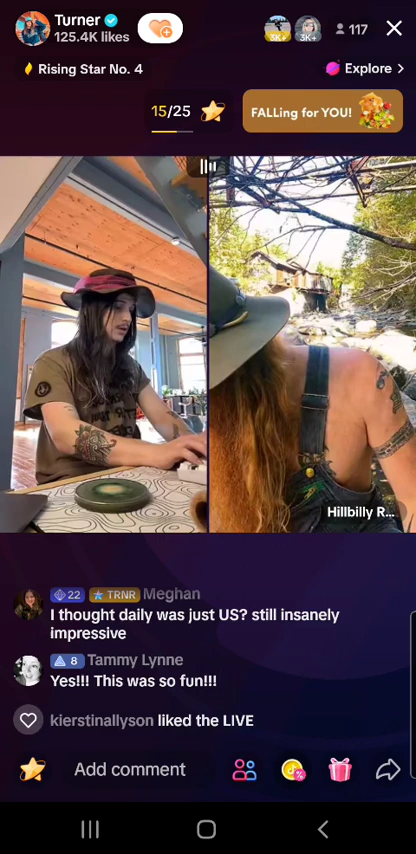 Turner
125.4K likes
3K+
3K+
117
Rising Star No. 4
Explore >
15/25
FALLing for YOU!
Hillbilly R...
22 TRNR Meghan
I thought daily was just US? still insanely
impressive
8 Tammy Lynne
Yes!!! This was so fun!!!
kierstinallyson liked the LIVE
Add comment